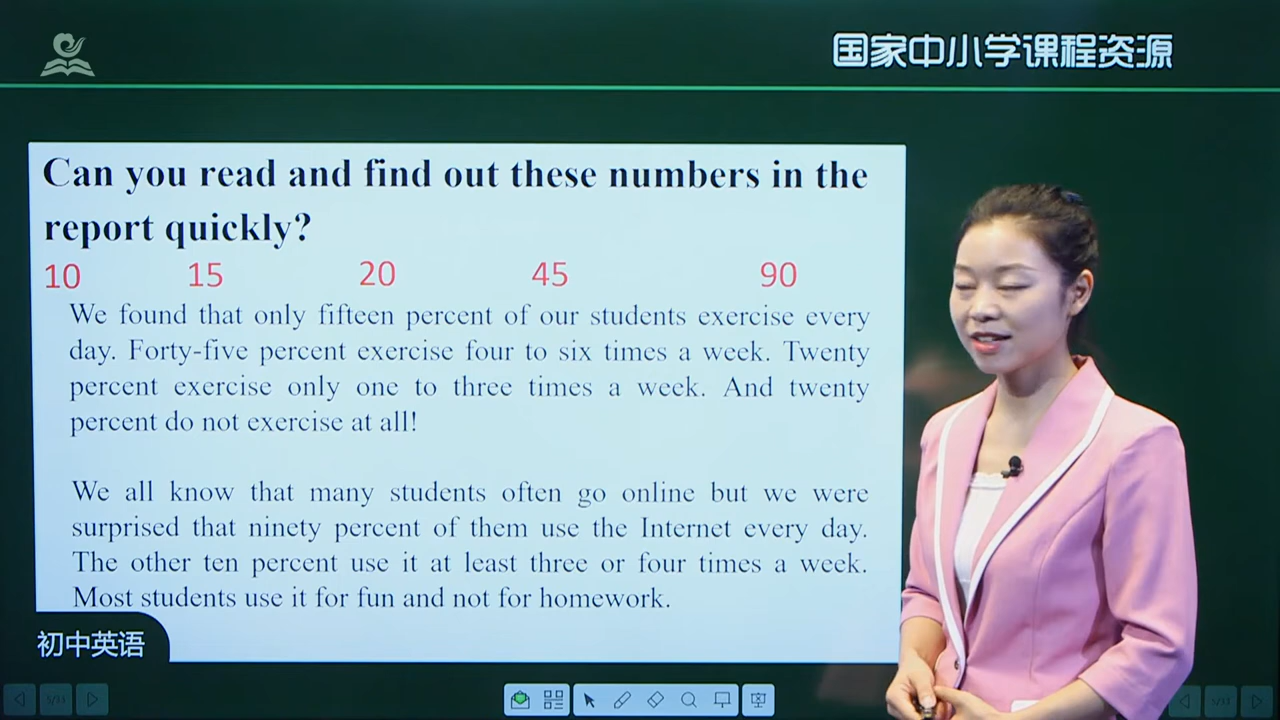 国家中小学课程资源
Can you read and find out these numbers in the
report quickly?
10 15 20 45 90
We found that only fifteen percent of our students exercise every
day. Forty-five percent exercise four to six times a week. Twenty
percent exercise only one to three times a week. And twenty
percent do not exercise at all!
We all know that many students often go online but we were
surprised that ninety percent of them use the Internet every day.
The other ten percent use it at least three or four times a week.
Most students use it for fun and not for homework.
初中英语